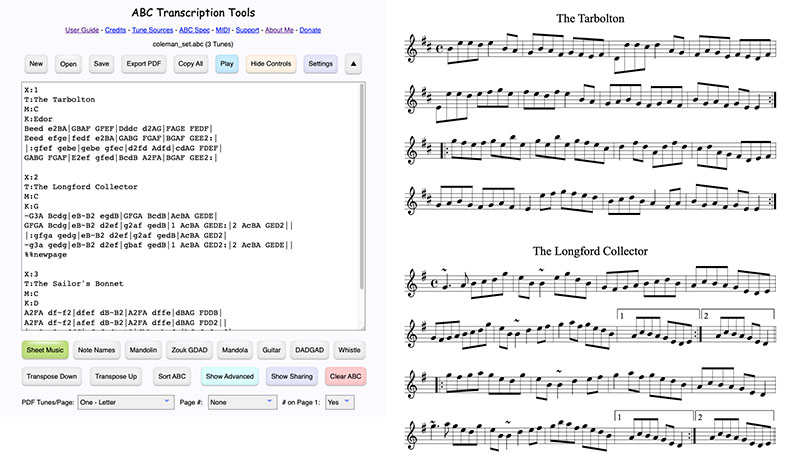 ABC Transcription Tools
User Guide - Credits - Tune Sources - ABC Spec - MIDI - Support - About Me - Donate
coleman_set.abc (3 Tunes)
New Open Save Export PDF Copy All Play Hide Controls Settings ▲
X:1
T:The Tarbolton
M:C
K:Edor
Beed e2BA|GBAF GFEF|Dddc d2AG|FAGE FEDF|
Eeed efge|fedf e2BA|GABG FGAF|BGAF GEE2:|
|:gfef gebe|gebe gfec|d2fd Adfd|cdAG FDEF|
GABG FGAF|E2ef gfed|BcdB A2FA|BGAF GEE2:|
X:2
T:The Longford Collector
M:C
K:G
~G3A Bcdg|eB~B2 egdB|GFGA BcdB|AcBA GEDE|
GFGA BcBG|eB~B2 d2ef|g2af gedB|1 AcBA GEDE:|2 AcBA GED2||
|:gfga gedg|eB~B2 d2ef|g2af gedB|AcBA GED2|
~g3a gedg|eB~B2 d2ef|gbaf gedB|1 AcBA GED2:|2 AcBA GEDE||
%%newpage
X:3
T:The Sailor's Bonnet
M:C
K:D
A2FA df~f2|dfef dB~B2|A2FA dffe|dBAG FDDB|
A2FA df~f2|afef dB~B2|A2FA dffe|dBAG FDD2||
Sheet Music Note Names Mandolin Zouk GDAD Mandola Guitar DADGAD Whistle
Transpose Down Transpose Up Sort ABC Show Advanced Show Sharing Clear ABC
PDF Tunes/Page: One - Letter Page #: None # on Page 1: Yes
The Tarbolton
The Longford Collector
1 2
1 2